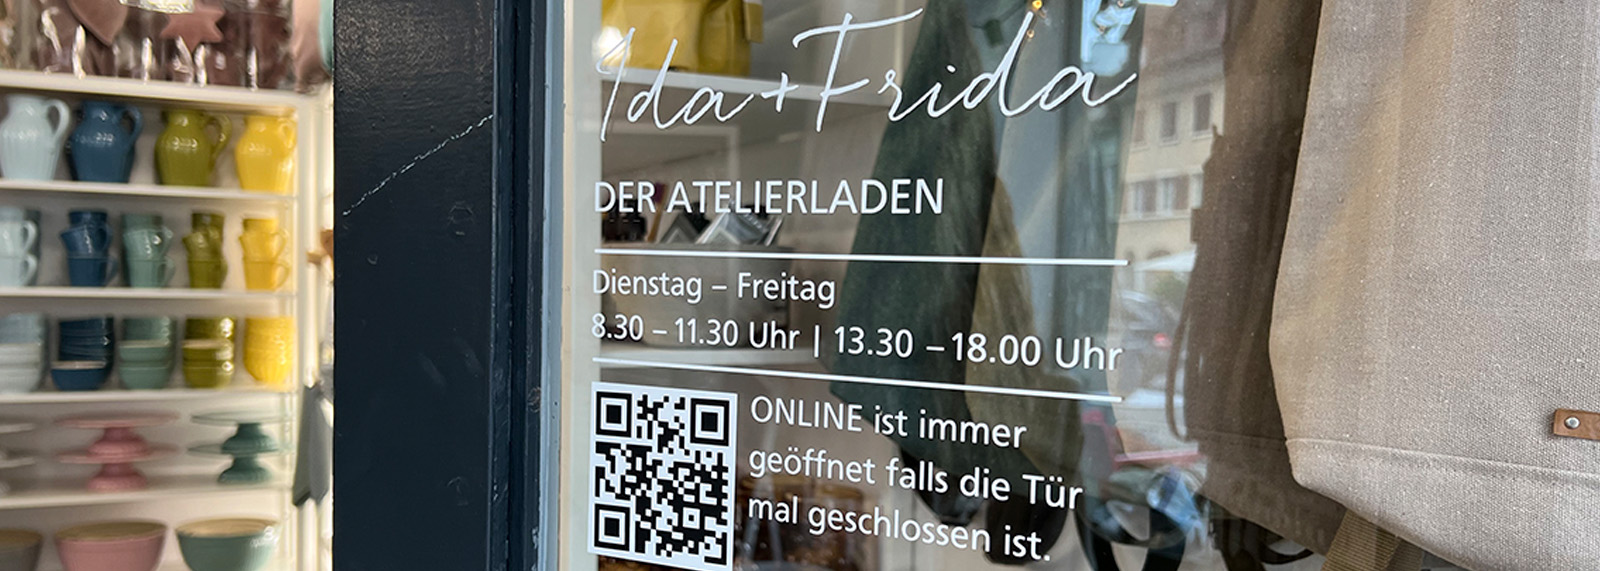 Ida + Frida
DER ATELIERLADEN
Dienstag – Freitag
8.30 – 11.30 Uhr | 13.30 – 18.00 Uhr
ONLINE ist immer
geöffnet falls die Tür
mal geschlossen ist.